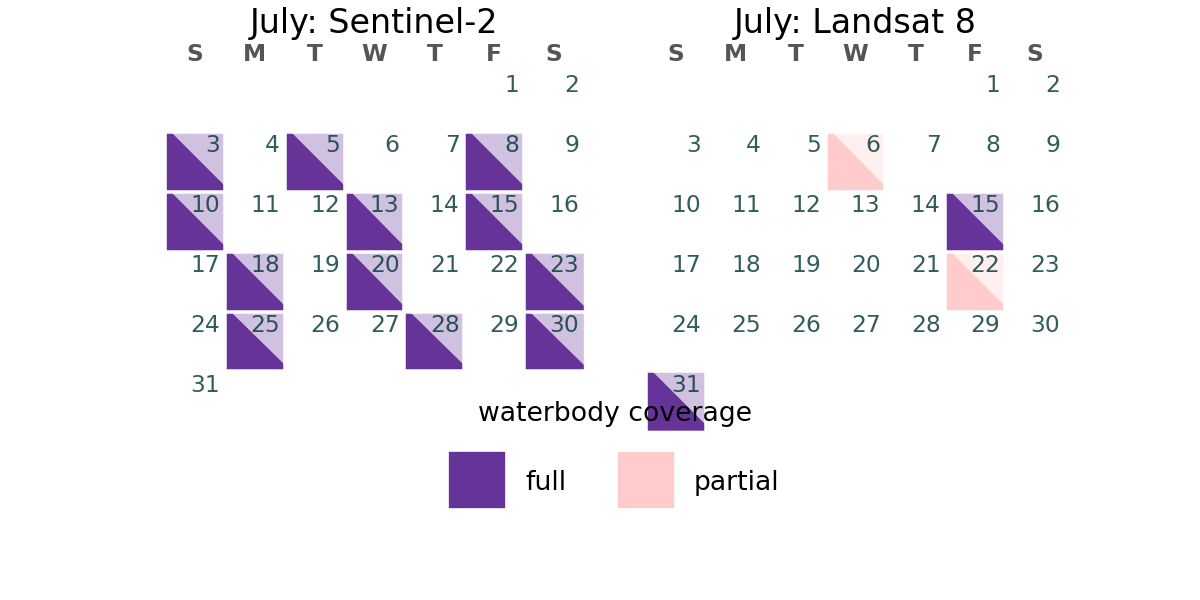 July: Sentinel-2
S M T W T F S
1 2
3 4 5 6 7 8 9
10 11 12 13 14 15 16
17 18 19 20 21 22 23
24 25 26 27 28 29 30
31
July: Landsat 8
S M T W T F S
1 2
3 4 5 6 7 8 9
10 11 12 13 14 15 16
17 18 19 20 21 22 23
24 25 26 27 28 29 30
31
waterbody coverage
full partial